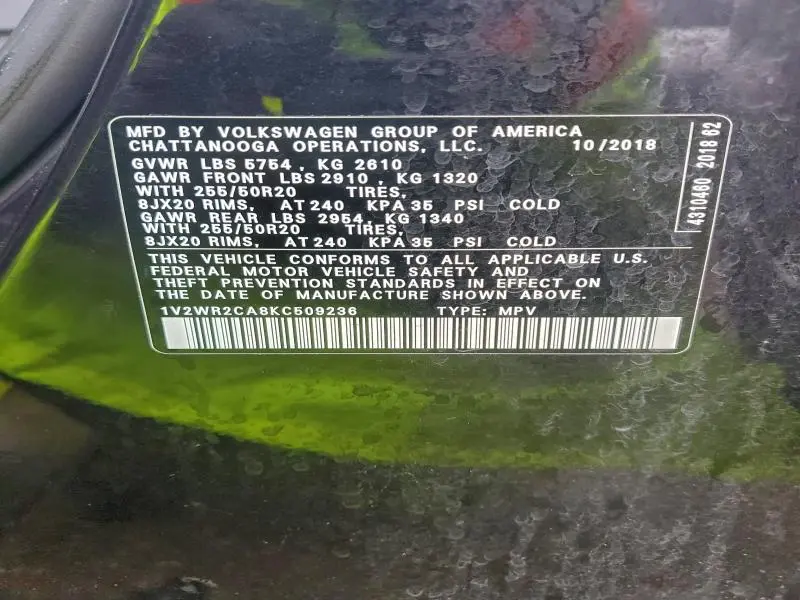 MFD BY VOLKSWAGEN GROUP OF AMERICA
CHATTANOOGA OPERATIONS, LLC. 10/2018
GVWR LBS 5754 , KG 2610
GAWR FRONT LBS 2910 , KG 1320
WITH 255/50R20 TIRES,
8JX20 RIMS, AT 240 KPA 35 PSI COLD
GAWR REAR LBS 2954 , KG 1340
WITH 255/50R20 TIRES,
8JX20 RIMS, AT 240 KPA 35 PSI COLD
THIS VEHICLE CONFORMS TO ALL APPLICABLE U.S.
FEDERAL MOTOR VEHICLE SAFETY AND
THEFT PREVENTION STANDARDS IN EFFECT ON
THE DATE OF MANUFACTURE SHOWN ABOVE.
1V2WR2CA8KC509236 TYPE: MPV
4310460 2018 62